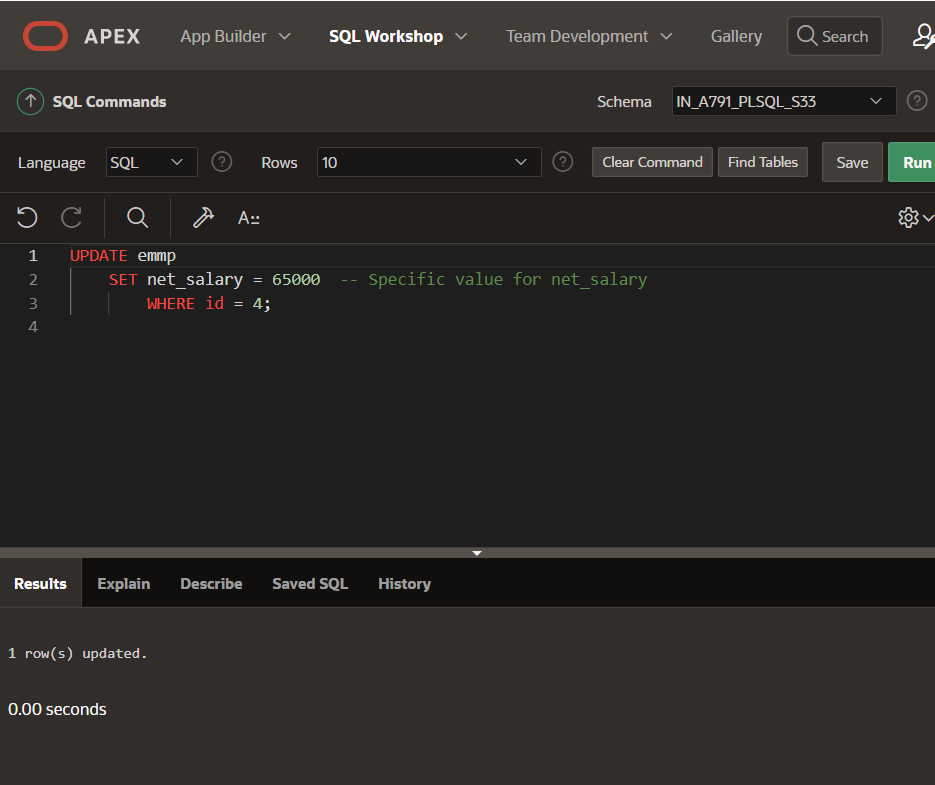 APEX App Builder SQL Workshop Team Development Gallery Search
SQL Commands Schema IN_A791_PLSQL_S33 ?
Language SQL ? Rows 10 ? Clear Command Find Tables Save Run
A::
1 UPDATE emmp
2 SET net_salary = 65000 -- Specific value for net_salary
3 WHERE id = 4;
4
Results Explain Describe Saved SQL History
1 row(s) updated.
0.00 seconds